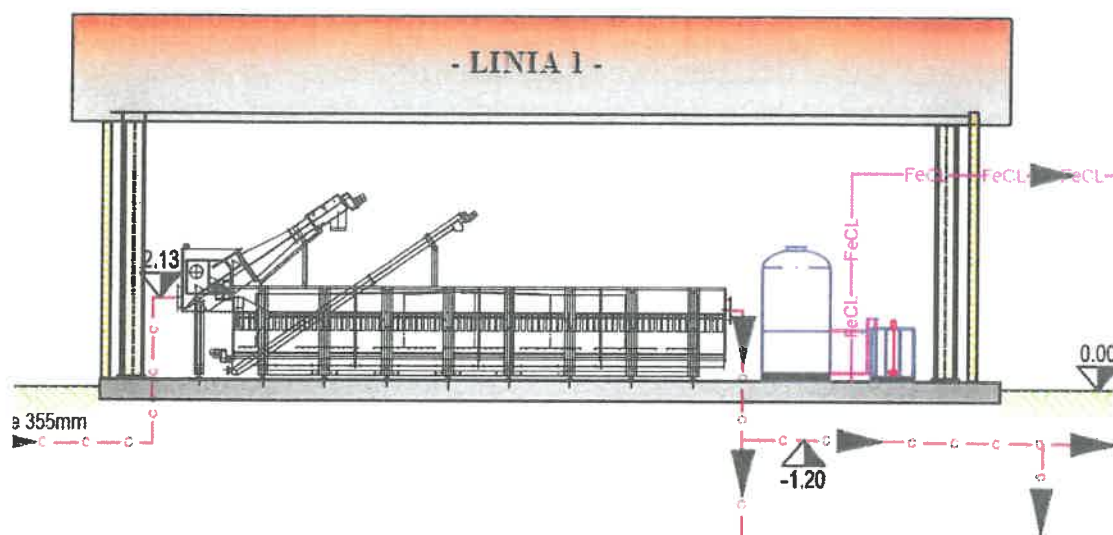 - LINIA 1 -
FeCL FeCL FeCL
FeCL
FeCL
2.13
0.00
e 355mm
c c c
c
c
c
c c c c c c
-1.20
c
c